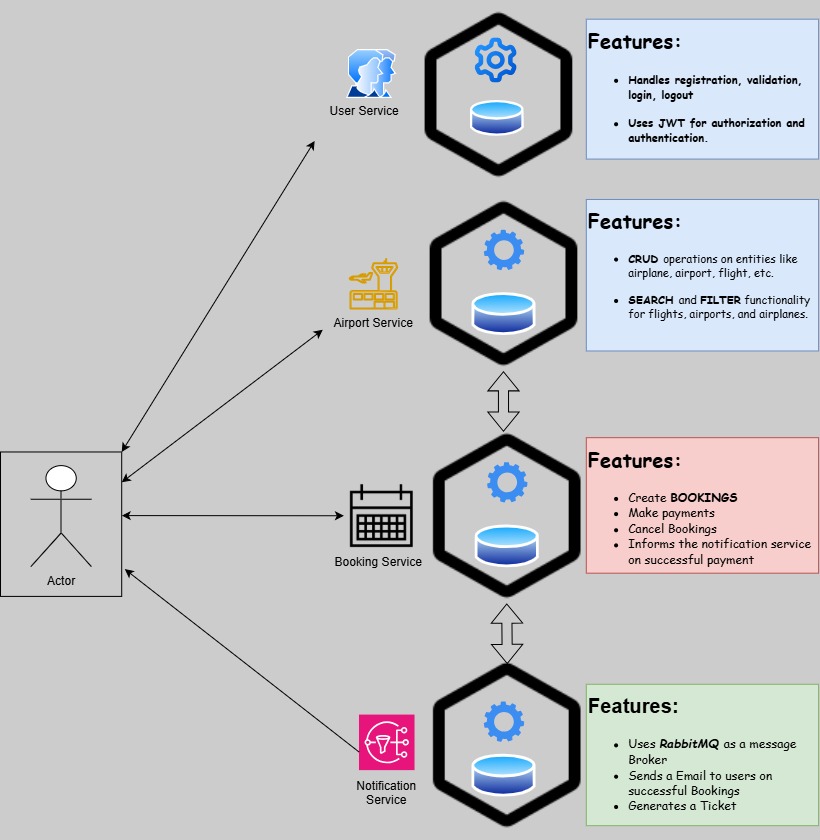 Features:
Handles registration, validation,
login, logout
Uses JWT for authorization and
authentication.
User Service
Features:
CRUD operations on entities like
airplane, airport, flight, etc.
SEARCH and FILTER functionality
for flights, airports, and airplanes.
Airport Service
Features:
Create BOOKINGS
Make payments
Cancel Bookings
Informs the notification service
on successful payment
Booking Service
Actor
Features:
Uses RabbitMQ as a message
Broker
Sends a Email to users on
successful Bookings
Generates a Ticket
Notification
Service